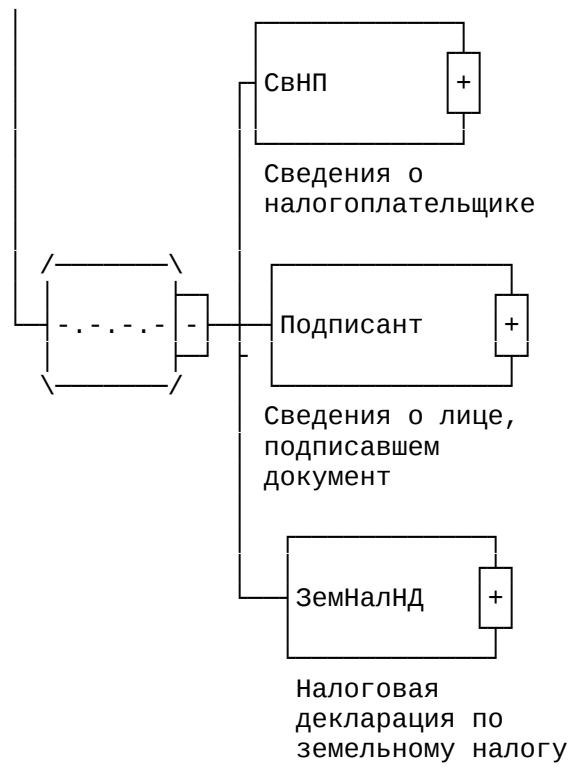 СвНП +
Сведения о
налогоплательщике
-.-.-.- - Подписант +
Сведения о лице,
подписавшем
документ
ЗемНалНД +
Налоговая
декларация по
земельному налогу